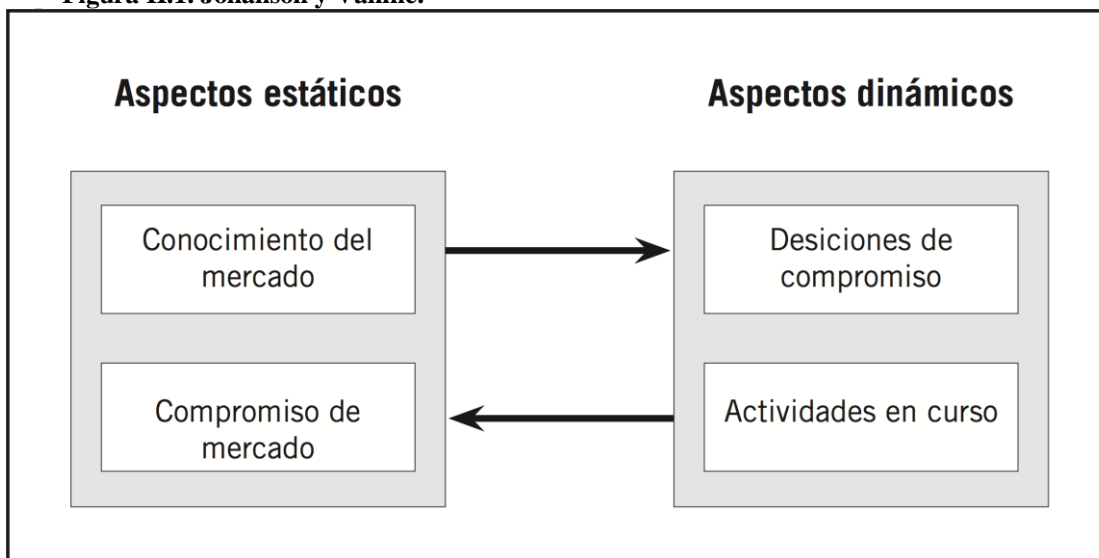 Figura II.1. Johanson y Vahlne.
Aspectos estáticos
Aspectos dinámicos
Conocimiento del
mercado
Desiciones de
compromiso
Compromiso de
mercado
Actividades en curso